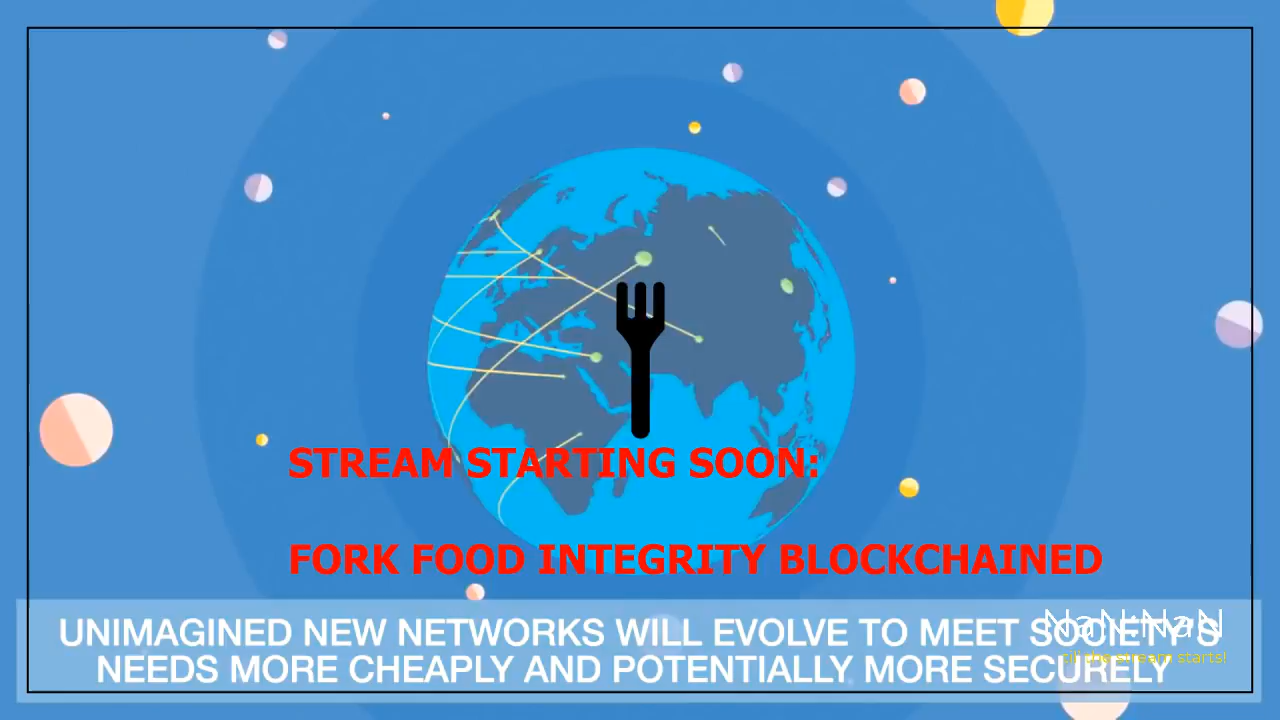 STREAM STARTING SOON:
FORK FOOD INTEGRITY BLOCKCHAINED
UNIMAGINED NEW NETWORKS WILL EVOLVE TO MEET SOCIETY'S
NEEDS MORE CHEAPLY AND POTENTIALLY MORE SECURELY
NaN:NaN
til the stream starts!